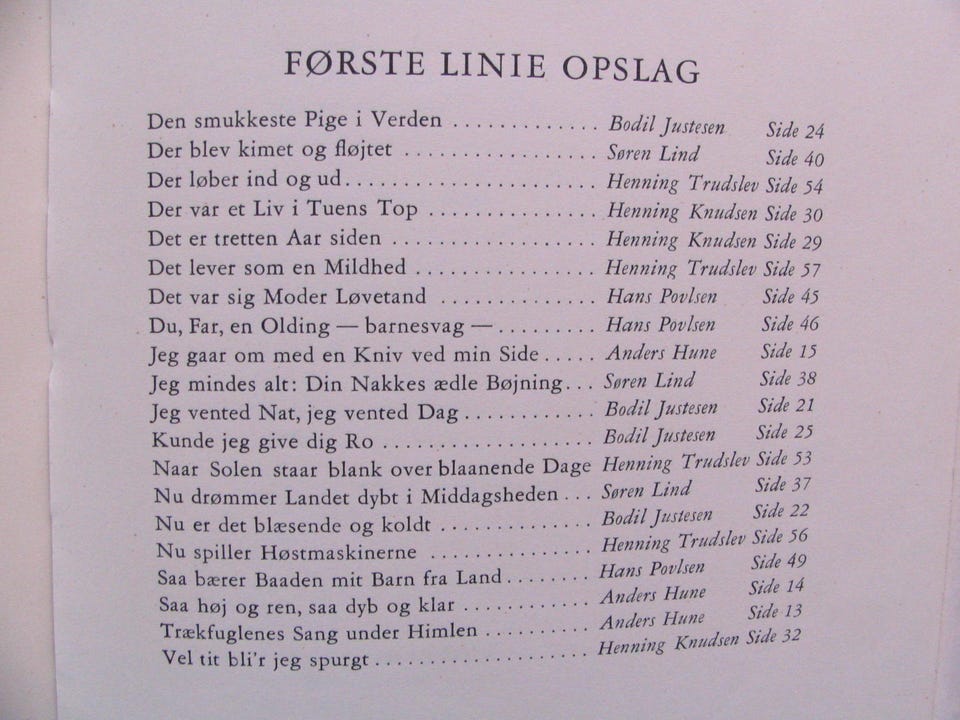 FØRSTE LINIE OPSLAG
Den smukkeste Pige i Verden ............. Bodil Justesen Side 24
Der blev kimet og fløjtet ................. Søren Lind Side 40
Der løber ind og ud...................... Henning Trudslev Side 54
Der var et Liv i Tuens Top ............... Henning Knudsen Side 30
Det er tretten Aar siden .................. Henning Knudsen Side 29
Det lever som en Mildhed ................ Henning Trudslev Side 57
Det var sig Moder Løvetand .............. Hans Povlsen Side 45
Du, Far, en Olding — barnesvag — ......... Hans Povlsen Side 46
Jeg gaar om med en Kniv ved min Side ..... Anders Hune Side 15
Jeg mindes alt: Din Nakkes ædle Bøjning... Søren Lind Side 38
Jeg vented Nat, jeg vented Dag ............ Bodil Justesen Side 21
Kunde jeg give dig Ro ................... Bodil Justesen Side 25
Naar Solen staar blank over blaanende Dage Henning Trudslev Side 53
Nu drømmer Landet dybt i Middagsheden ... Søren Lind Side 37
Nu er det blæsende og koldt .............. Bodil Justesen Side 22
Nu spiller Høstmaskinerne ............... Henning Trudslev Side 56
Saa bærer Baaden mit Barn fra Land ........ Hans Povlsen Side 49
Saa høj og ren, saa dyb og klar ............ Anders Hune Side 14
Trækfuglenes Sang under Himlen .......... Anders Hune Side 13
Vel tit bli'r jeg spurgt .................... Henning Knudsen Side 32